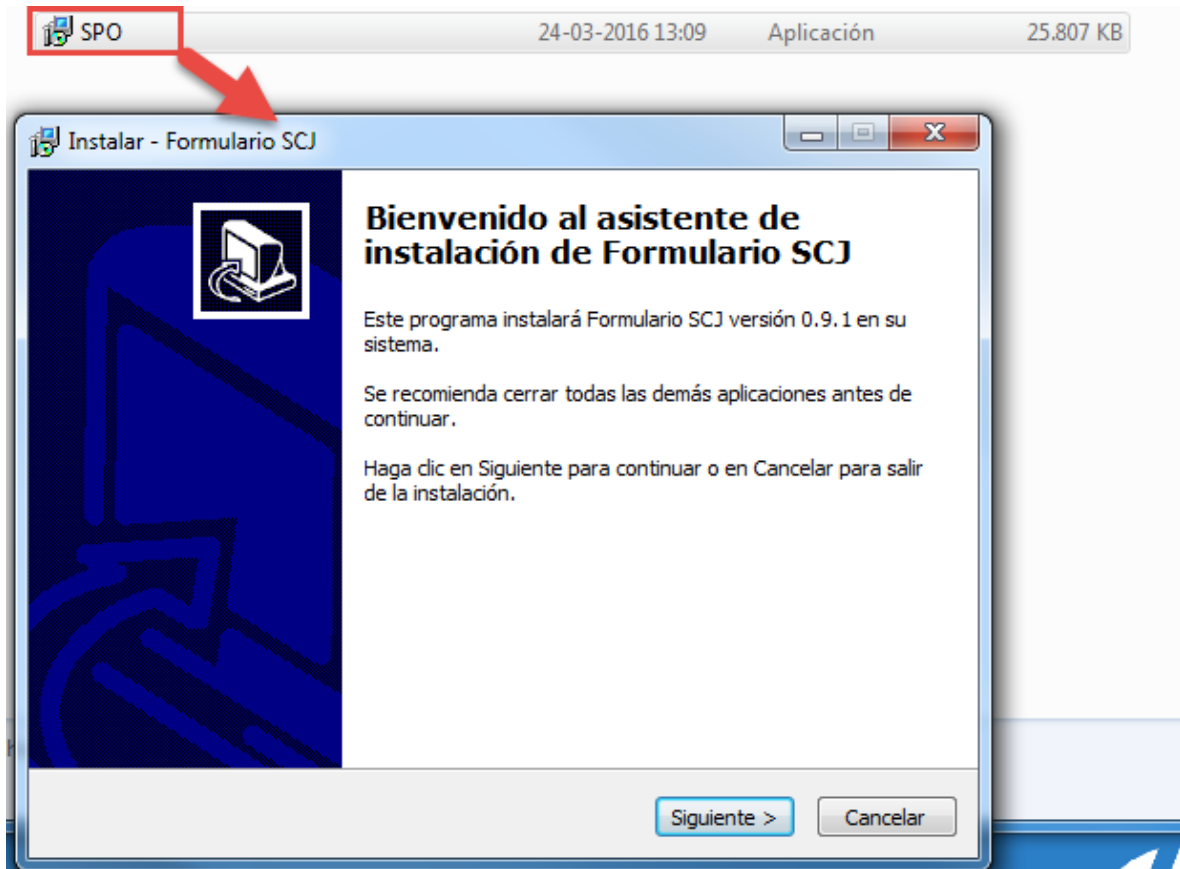 SPO 24-03-2016 13:09 Aplicación 25.807 KB
Instalar - Formulario SCJ
Bienvenido al asistente de
instalación de Formulario SCJ
Este programa instalará Formulario SCJ versión 0.9.1 en su
sistema.
Se recomienda cerrar todas las demás aplicaciones antes de
continuar.
Haga clic en Siguiente para continuar o en Cancelar para salir
de la instalación.
Siguiente >
Cancelar